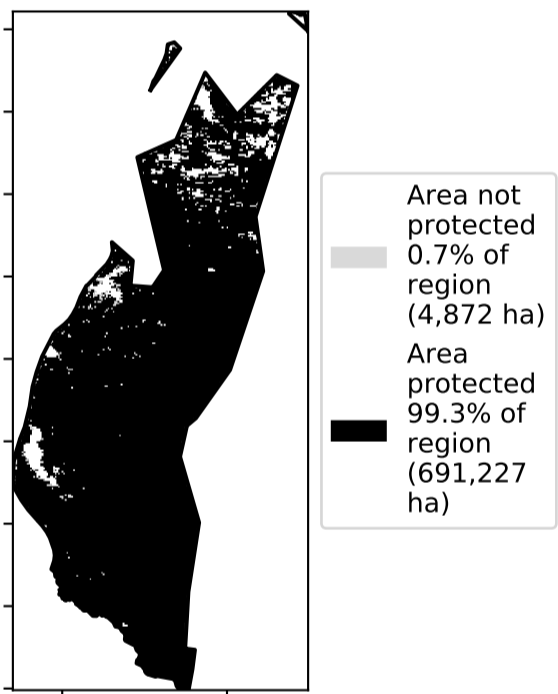 Area not
protected
0.7% of
region
(4,872 ha)
Area
protected
99.3% of
region
(691,227
ha)